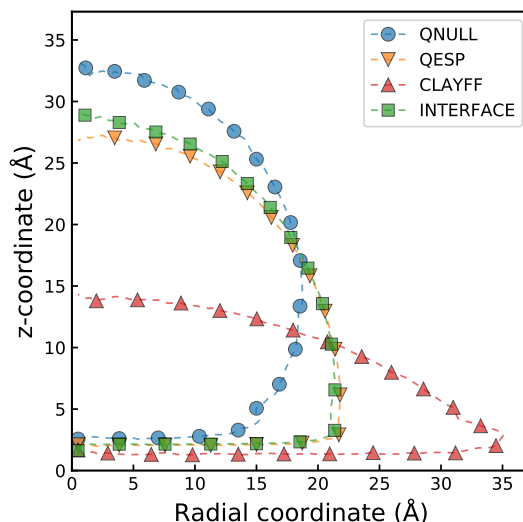 QNULL
QESP
CLAYFF
INTERFACE
z-coordinate (Å)
35
30
25
20
15
10
5
0
0 5 10 15 20 25 30 35
Radial coordinate (Å)